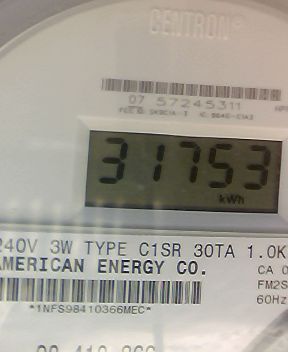 CENTRON®
07 57245311
31753
kWh
240V 3W TYPE C1SR 30TA 1.0K
AMERICAN ENERGY CO.
CA 0
FM2S
60Hz
*1NFS98410366MEC*